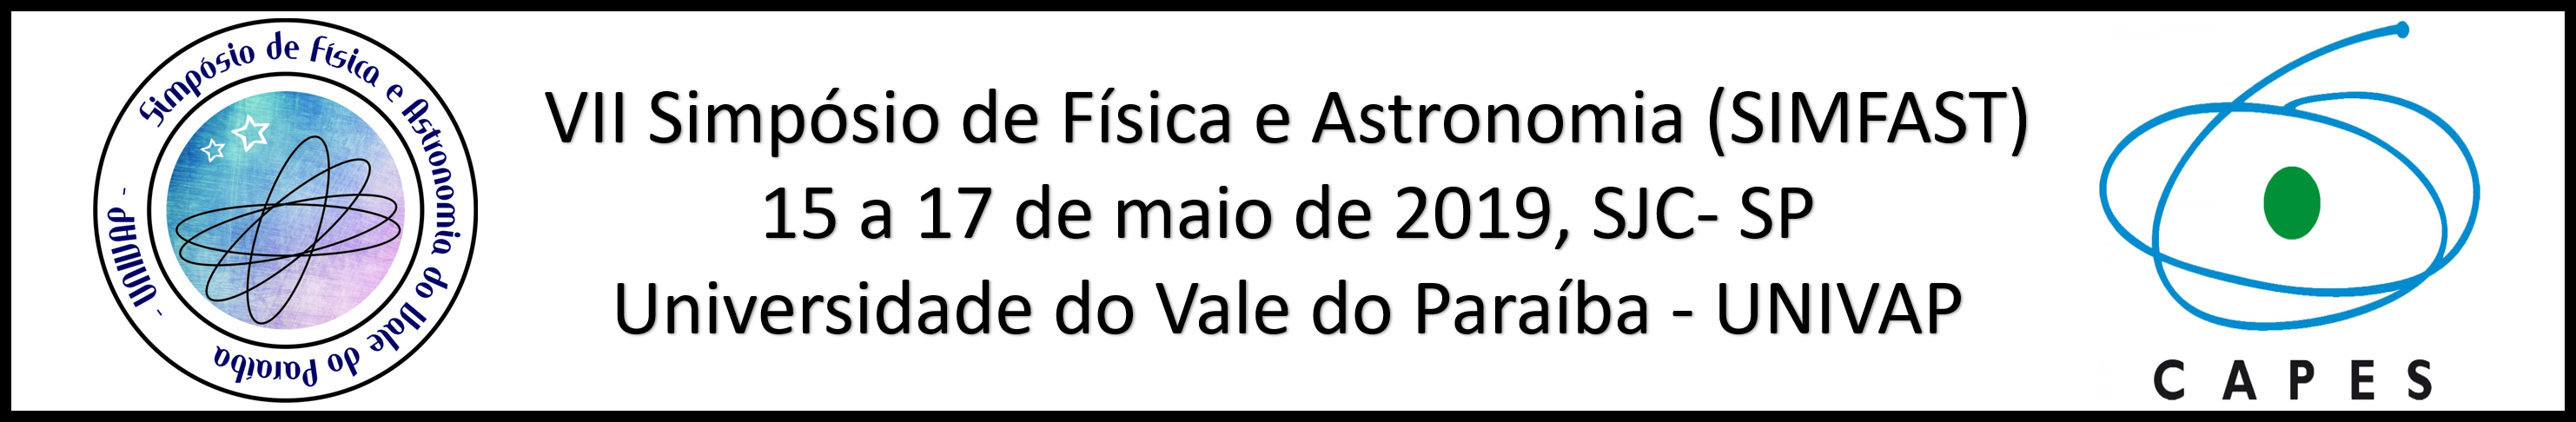 Simpósio de Física e Astronomia do Vale do Paraíba - UNIVAP -
VII Simpósio de Física e Astronomia (SIMFAST)
15 a 17 de maio de 2019, SJC- SP
Universidade do Vale do Paraíba - UNIVAP
CAPES